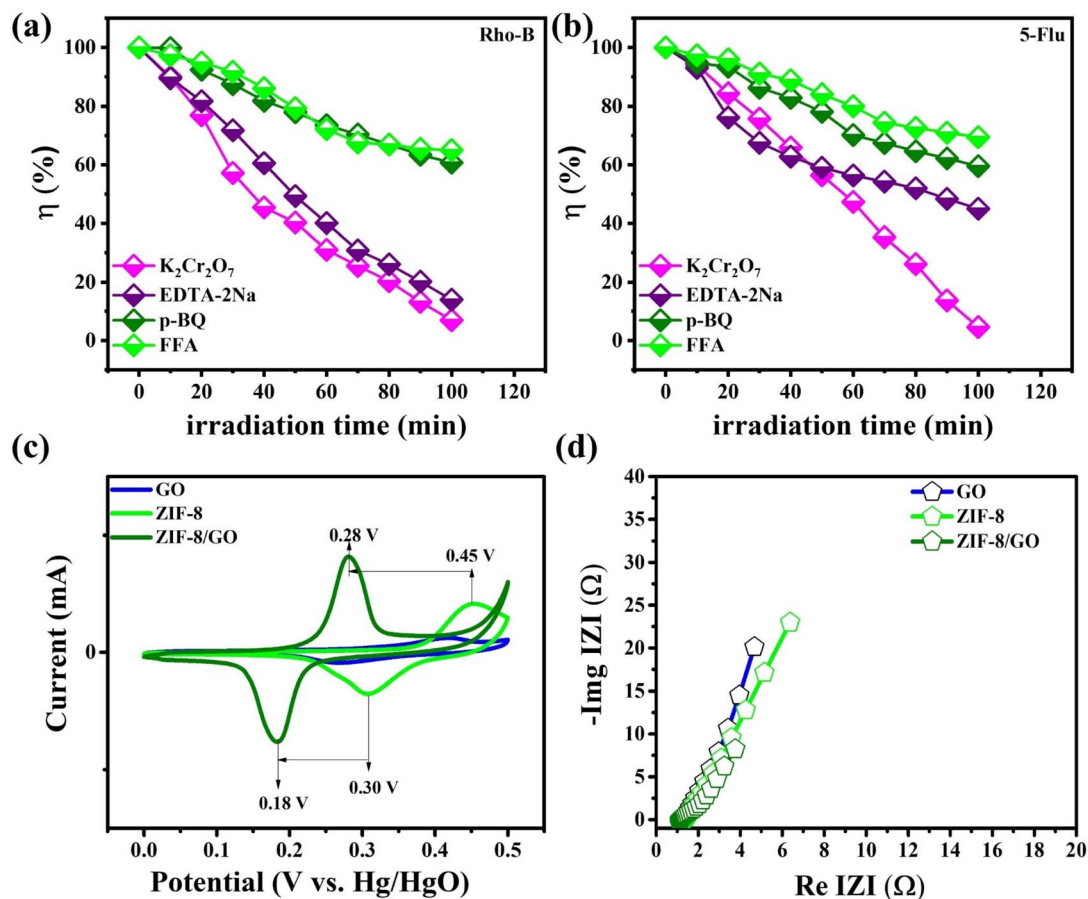 (a)
Rho-B
η (%)
100
80
60
40
20
0
K₂Cr₂O₇
EDTA-2Na
p-BQ
FFA
0 20 40 60 80 100 120
irradiation time (min)
(b)
5-Flu
η (%)
100
80
60
40
20
0
K₂Cr₂O₇
EDTA-2Na
p-BQ
FFA
0 20 40 60 80 100 120
irradiation time (min)
(c)
GO
ZIF-8
ZIF-8/GO
0.28 V
0.45 V
Current (mA)
0
0.18 V
0.30 V
0.0 0.1 0.2 0.3 0.4 0.5
Potential (V vs. Hg/HgO)
(d)
GO
ZIF-8
ZIF-8/GO
-Img IZI (Ω)
40
35
30
25
20
15
10
5
0
0 2 4 6 8 10 12 14 16 18 20
Re IZI (Ω)